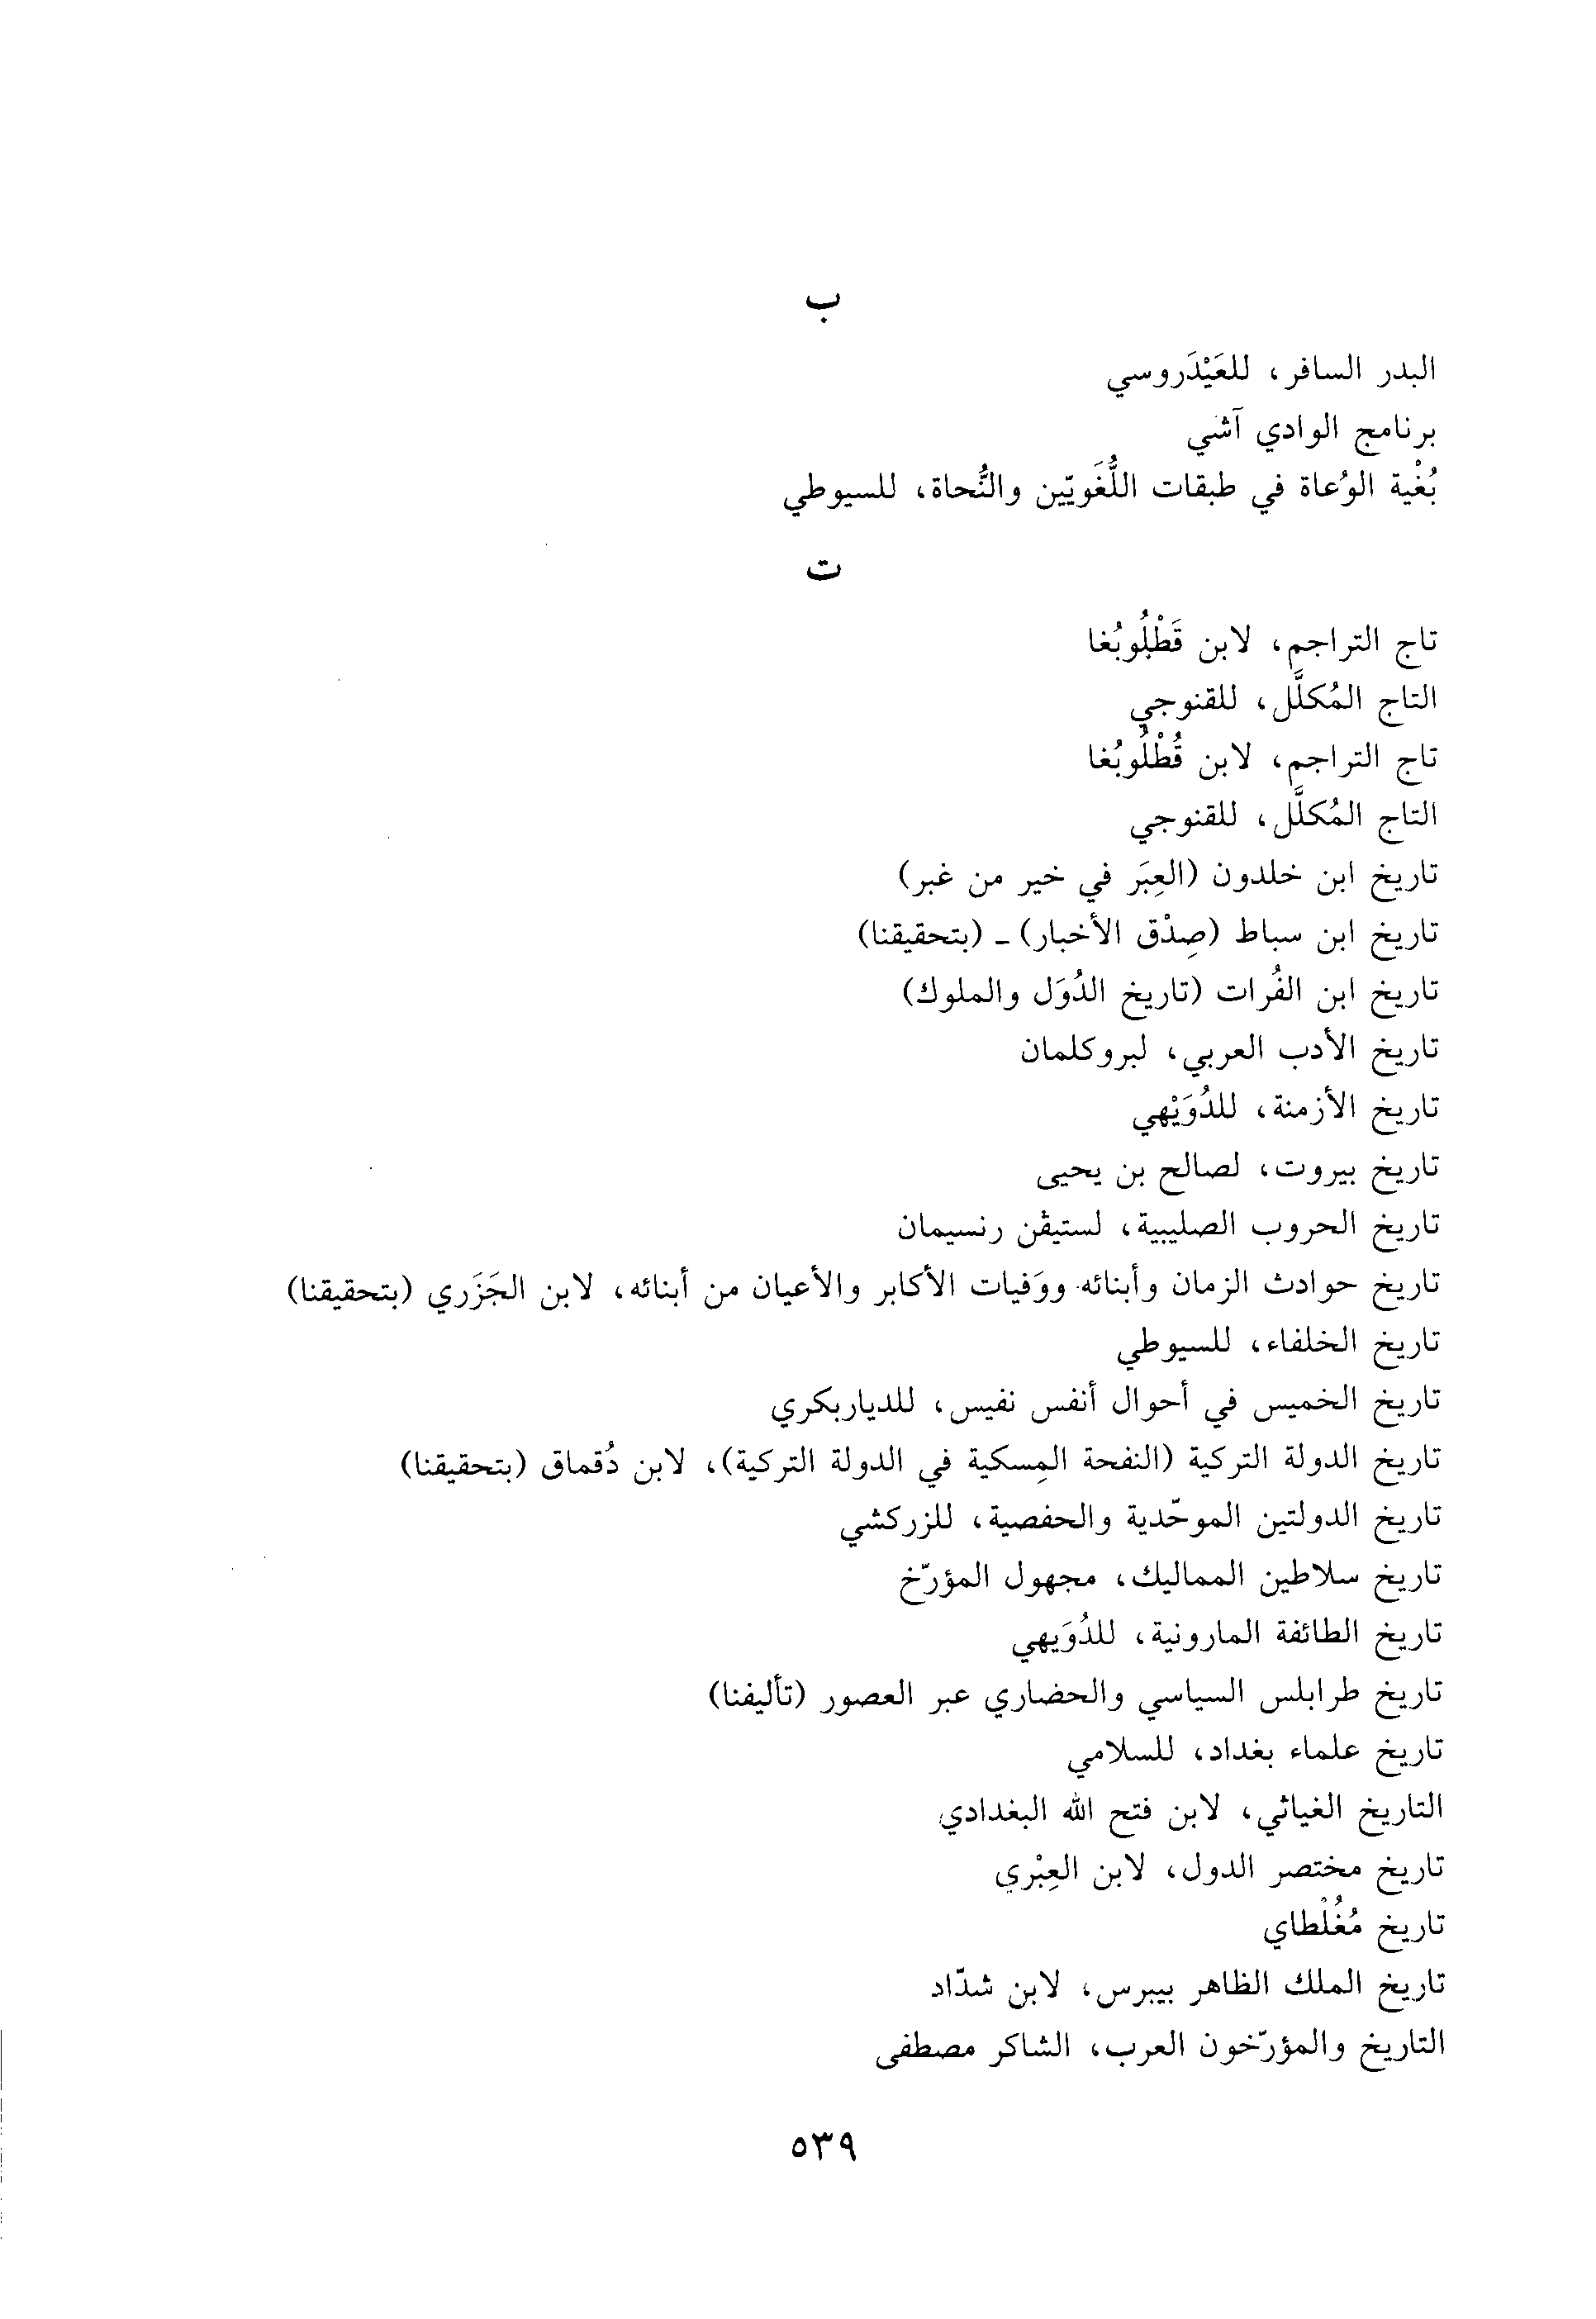 ب
البدر السافر، للعَيْدَروسي
برنامج الوادي آشي
بُغْية الوُعاة في طبقات اللُّغَويّين والنُّحاة، للسيوطي
ت
تاج التراجم، لابن قَطْلُوبُغا
التاج المُكلَّل، للقنوجي
تاج التراجم، لابن قُطْلُوبُغا
التاج المُكلَّل، للقنوجي
تاريخ ابن خلدون (العِبَر في خير من غبر)
تاريخ ابن سباط (صِدْق الأخبار) ـ (بتحقيقنا)
تاريخ ابن الفُرات (تاريخ الدُوَل والملوك)
تاريخ الأدب العربي، لبروكلمان
تاريخ الأزمنة، للدُوَيْهي
تاريخ بيروت، لصالح بن يحيى
تاريخ الحروب الصليبية، لستيڤن رنسيمان
تاريخ حوادث الزمان وأبنائه ووَفيات الأكابر والأعيان من أبنائه، لابن الجَزَري (بتحقيقنا)
تاريخ الخلفاء، للسيوطي
تاريخ الخميس في أحوال أنفس نفيس، للدياربكري
تاريخ الدولة التركية (النفحة المِسكية في الدولة التركية)، لابن دُقماق (بتحقيقنا)
تاريخ الدولتين الموحّدية والحفصية، للزركشي
تاريخ سلاطين المماليك، مجهول المؤرّخ
تاريخ الطائفة المارونية، للدُوَيهي
تاريخ طرابلس السياسي والحضاري عبر العصور (تأليفنا)
تاريخ علماء بغداد، للسلامي
التاريخ الغياثي، لابن فتح الله البغدادي
تاريخ مختصر الدول، لابن العِبْري
تاريخ مُغُلْطاي
تاريخ الملك الظاهر بيبرس، لابن شدّاد
التاريخ والمؤرّخون العرب، الشاكر مصطفى
٥٣٩